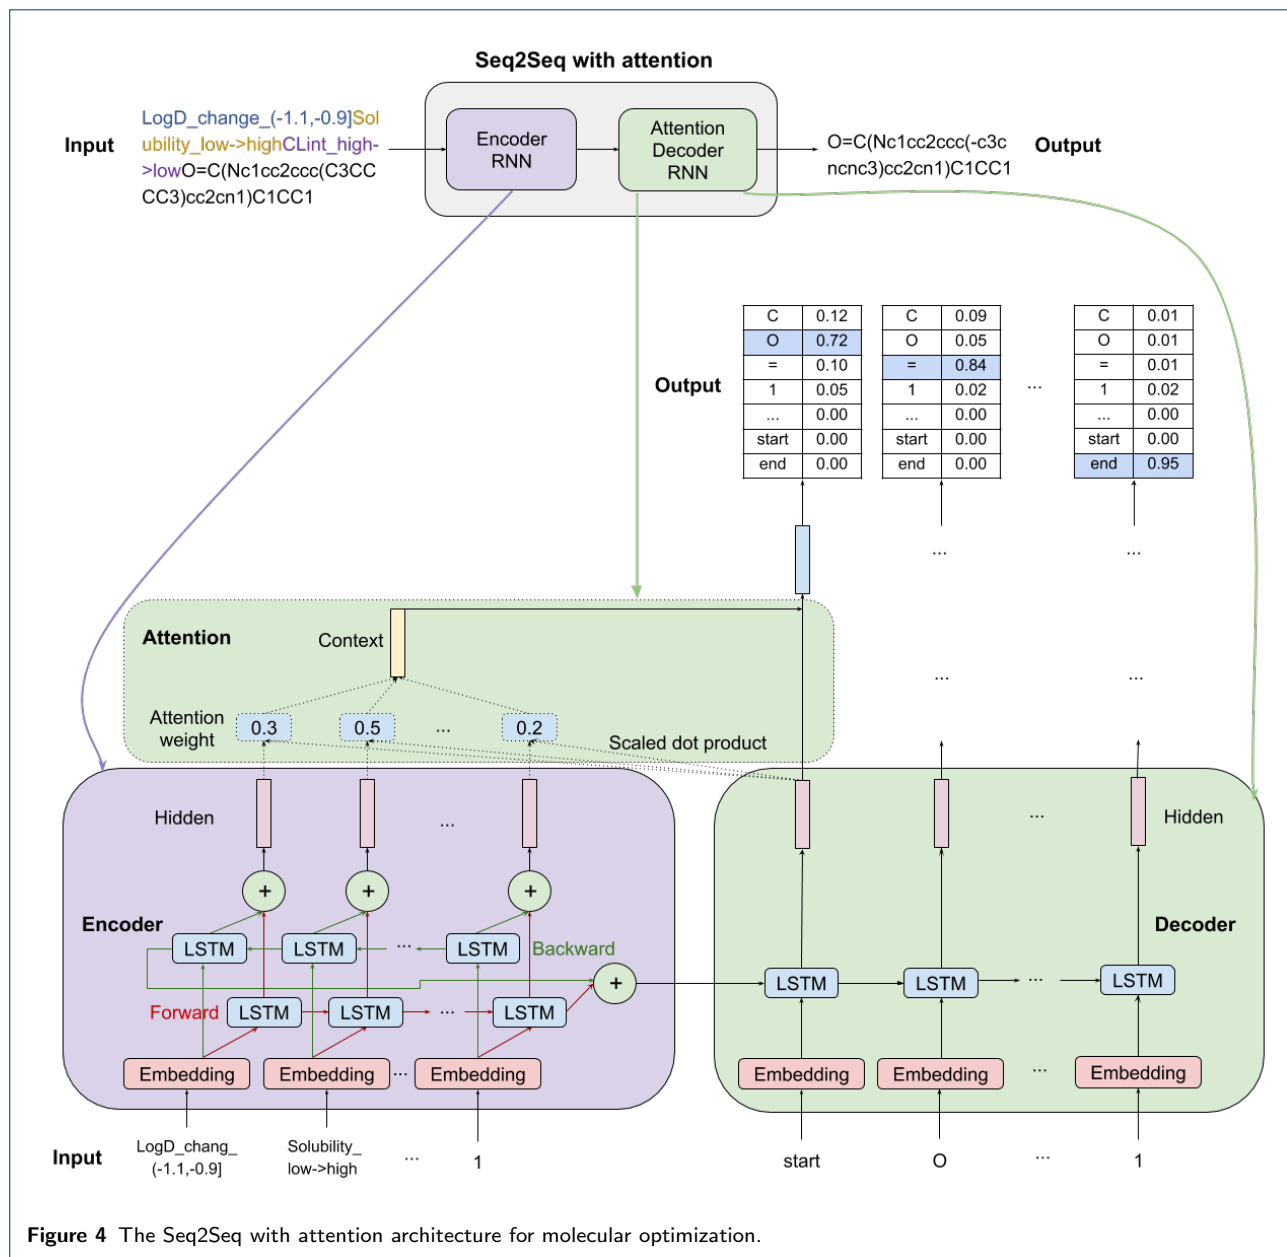 Seq2Seq with attention
Input
LogD_change_(-1.1,-0.9]Sol
ubility_low->highCLint_high-
>lowO=C(Nc1cc2ccc(C3CC
CC3)cc2cn1)C1CC1
Encoder
RNN
Attention
Decoder
RNN
O=C(Nc1cc2ccc(-c3c
ncnc3)cc2cn1)C1CC1
Output
Output
C 0.12
O 0.72
= 0.10
1 0.05
... 0.00
start 0.00
end 0.00
C 0.09
O 0.05
= 0.84
1 0.02
... 0.00
start 0.00
end 0.00
...
C 0.01
O 0.01
= 0.01
1 0.02
... 0.00
start 0.00
end 0.95
... ...
Attention
Context
... ...
Attention
weight
0.3 0.5 ... 0.2
Scaled dot product
Hidden ... ... Hidden
+ + +
Encoder
LSTM LSTM ... LSTM Backward
Decoder
+
LSTM LSTM ... LSTM
Forward LSTM LSTM ... LSTM
Embedding Embedding ... Embedding
Embedding Embedding ... Embedding
Input
LogD_chang_
(-1.1,-0.9]
Solubility_
low->high
... 1
start O ... 1
Figure 4 The Seq2Seq with attention architecture for molecular optimization.